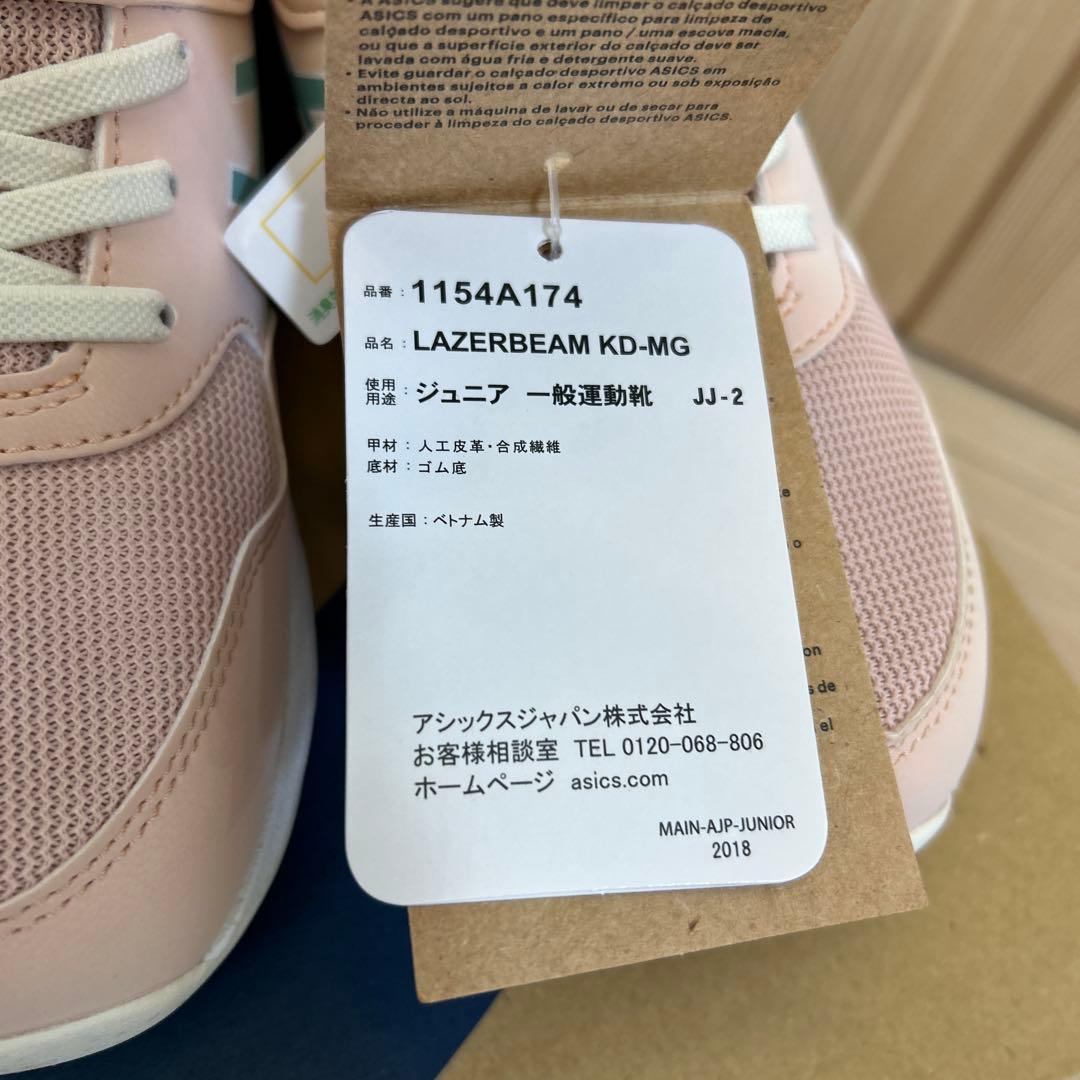 • A ASICS sugere que deve limpar o calçado desportivo
ASICS com um pano específico para limpeza de
calçado desportivo e um pano / uma escova macia,
ou que a superfície exterior do calçado deve ser
lavada com água fria e detergente suave.
• Evite guardar o calçado desportivo ASICS em
ambientes sujeitos a calor extremo ou sob exposição
directa ao sol.
• Não utilize a máquina de lavar ou de secar para
proceder à limpeza do calçado desportivo ASICS.
品番 : 1154A174
品名 : LAZERBEAM KD-MG
使用用途 : ジュニア 一般運動靴 JJ-2
甲材 : 人工皮革・合成繊維
底材 : ゴム底
生産国 : ベトナム製
アシックスジャパン株式会社
お客様相談室 TEL 0120-068-806
ホームページ asics.com
MAIN-AJP-JUNIOR
2018
o
on
s de
el